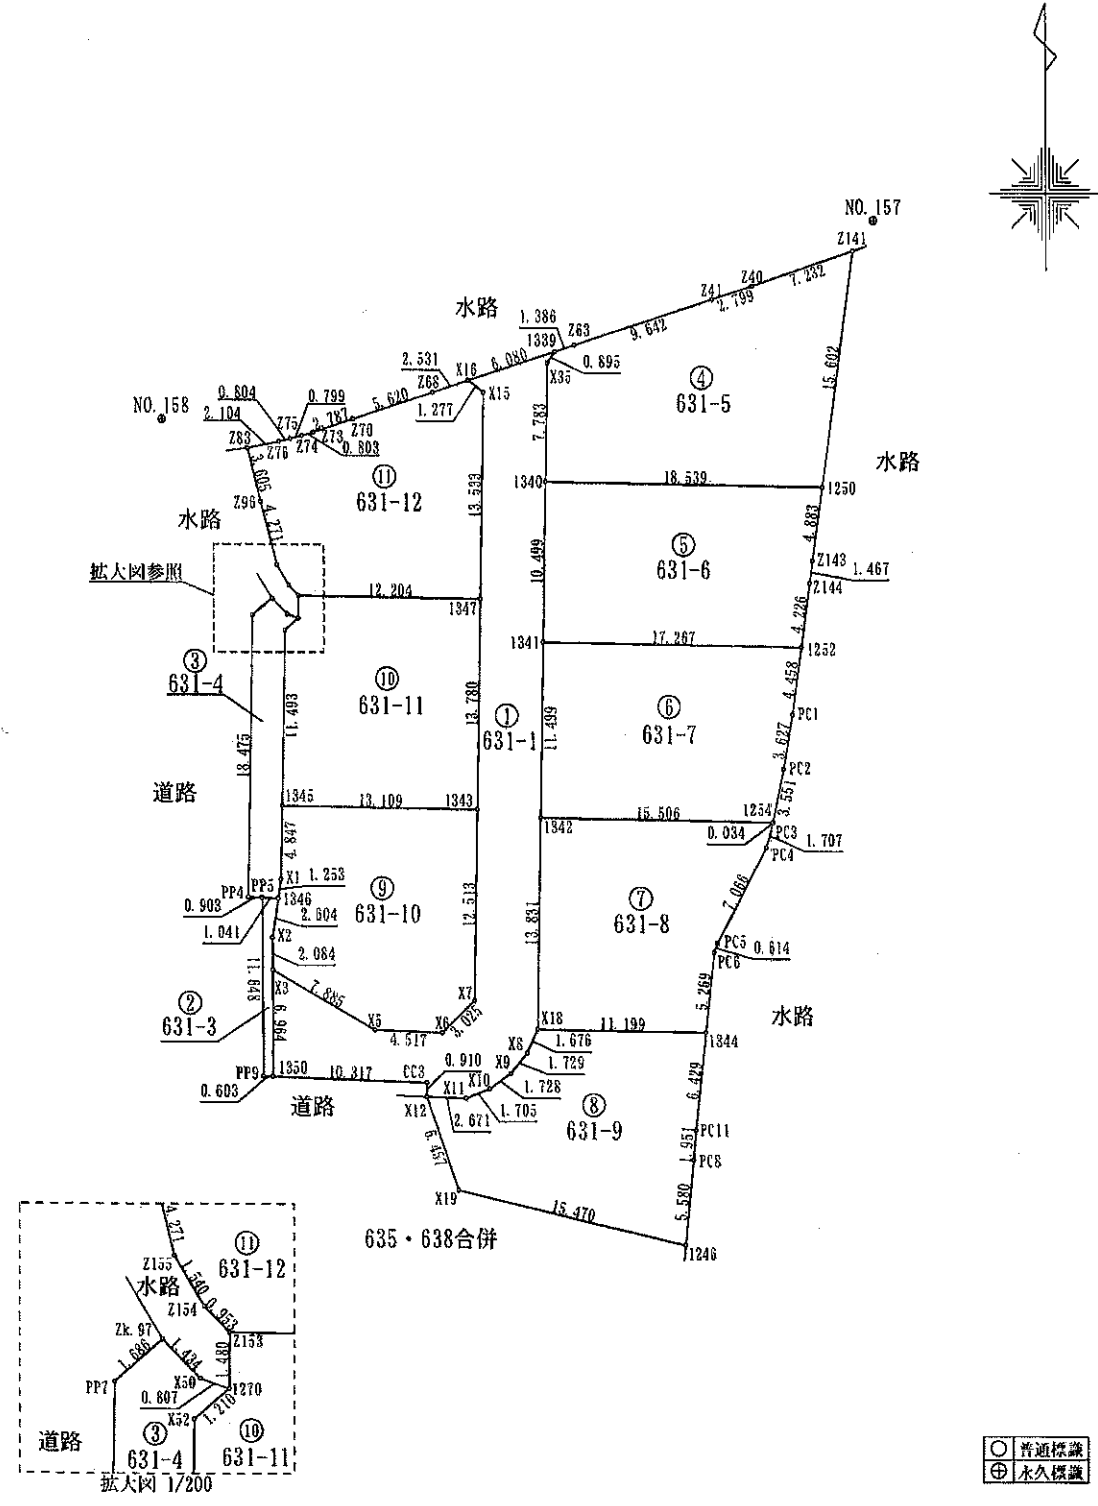 NO. 157
Z141
7.232
Z40
2.799
Z41
水路
1.386
Z63
9.642
1339
0.895
X35
6.080
2.531
X16
Z68
X15
1.277
④
631-5
15.602
5.620
0.804
0.799
NO. 158
2.104
Z75
2.787
Z70
Z83
Z76
Z74
Z73
0.803
7.783
3.605
⑪
631-12
13.533
1340
18.539
1250
水路
Z96
4.271
水路
4.883
⑤
631-6
10.499
Z143
1.467
Z144
拡大図参照
12.204
1347
4.226
1341
17.267
1252
③
631-4
⑩
631-11
13.780
4.458
11.493
①
631-1
11.499
⑥
631-7
PC1
3.627
18.475
PC2
3.551
道路
1345
13.109
1343
1342
15.506
1254
0.034
PC3
1.707
PC4
4.847
X1
1.253
PP4
PP5
1346
0.903
1.041
⑨
631-10
12.513
13.831
⑦
631-8
7.066
2.604
X2
2.084
PC5
0.614
PC6
11.648
X3
7.885
X7
5.269
②
631-3
6.964
X5
4.517
X6
3.025
X18
11.199
1344
水路
1.676
X8
1.729
PP9
1350
10.317
CC3
0.910
X9
0.603
X10
1.728
道路
X12
X11
1.705
2.671
⑧
631-9
6.429
PC11
1.951
PC8
6.457
X19
15.470
5.580
1246
635・638合併
4.271
⑪
631-12
Z155
1.540
水路
Z154
0.953
Zk.97
Z153
1.434
1.480
1.686
PP7
X50
1270
0.807
1.210
X52
道路
③
631-4
⑩
631-11
拡大図 1/200
○ 普通標識
⊕ 永久標識